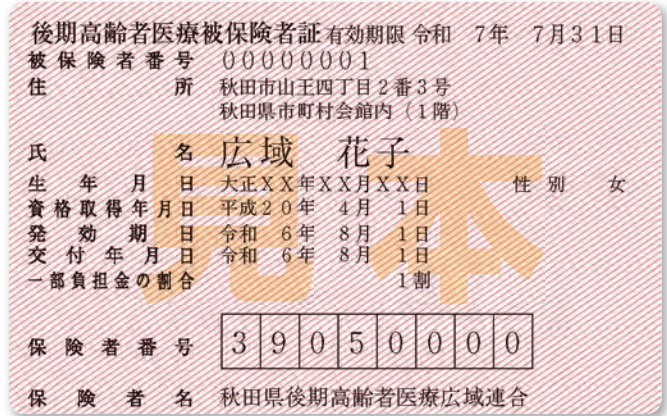 後期高齢者医療被保険者証 有効期限 令和 7年 7月31日
被保険者番号 00000001
住所 秋田市山王四丁目2番3号
秋田県市町村会館内（1階）
氏名 広域 花子
生年月日 大正XX年XX月XX日 性別 女
資格取得年月日 平成20年 4月 1日
発効期日 令和 6年 8月 1日
交付年月日 令和 6年 8月 1日
一部負担金の割合 1割
見本
保険者番号 39050000
保険者名 秋田県後期高齢者医療広域連合